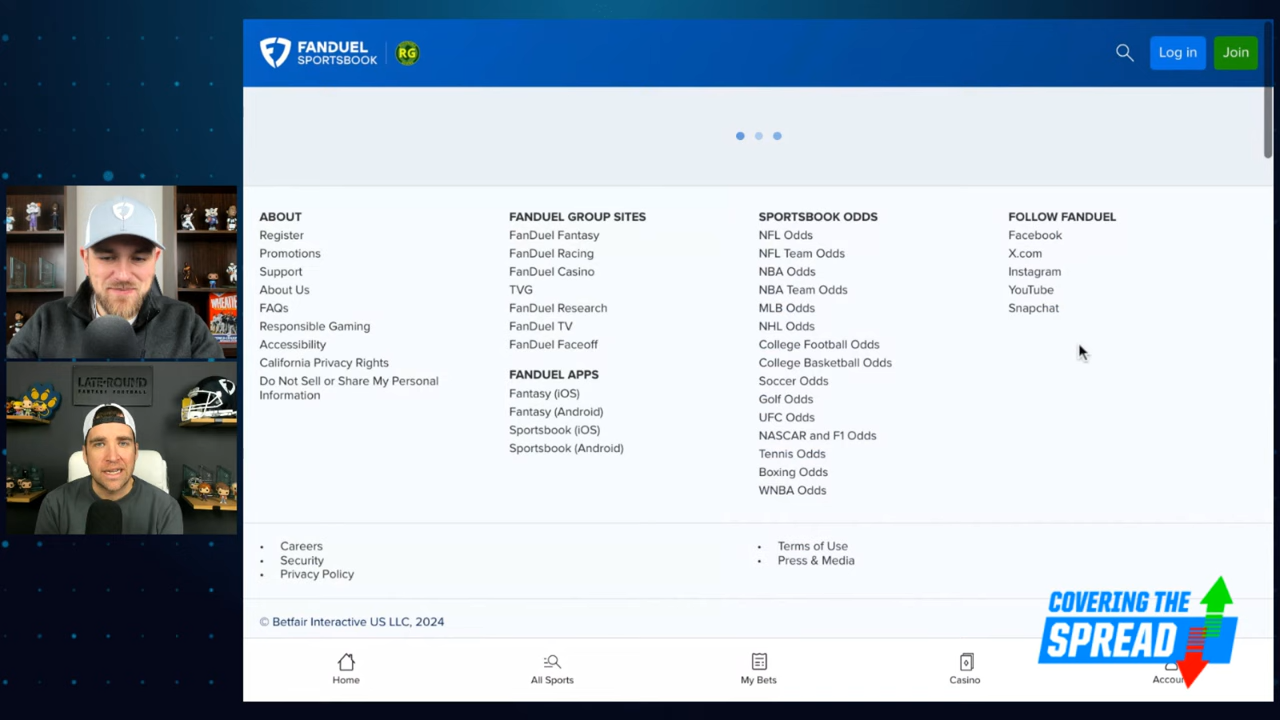 FANDUEL
SPORTSBOOK
RG
Log in
Join
ABOUT
Register
Promotions
Support
About Us
FAQs
Responsible Gaming
Accessibility
California Privacy Rights
Do Not Sell or Share My Personal
Information
FANDUEL GROUP SITES
FanDuel Fantasy
FanDuel Racing
FanDuel Casino
TVG
FanDuel Research
FanDuel TV
FanDuel Faceoff
FANDUEL APPS
Fantasy (iOS)
Fantasy (Android)
Sportsbook (iOS)
Sportsbook (Android)
SPORTSBOOK ODDS
NFL Odds
NFL Team Odds
NBA Odds
NBA Team Odds
MLB Odds
NHL Odds
College Football Odds
College Basketball Odds
Soccer Odds
Golf Odds
UFC Odds
NASCAR and F1 Odds
Tennis Odds
Boxing Odds
WNBA Odds
FOLLOW FANDUEL
Facebook
X.com
Instagram
YouTube
Snapchat
WHEATIES
LATE-ROUND
FANTASY FOOTBALL
• Careers
• Security
• Privacy Policy
• Terms of Use
• Press & Media
© Betfair Interactive US LLC, 2024
COVERING THE
SPREAD
Home
All Sports
My Bets
Casino
Accou